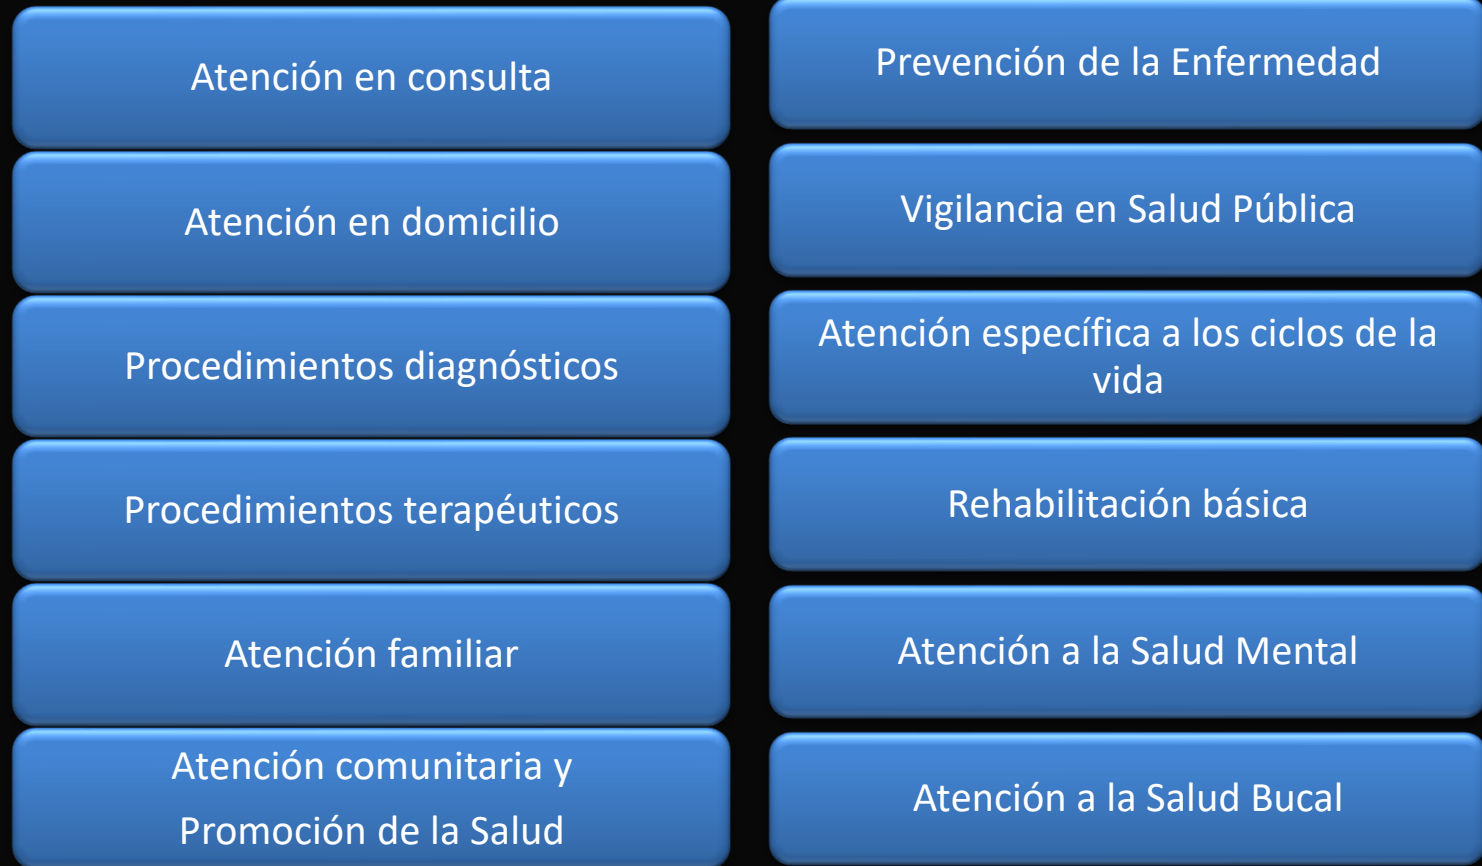 Atención en consulta
Atención en domicilio
Procedimientos diagnósticos
Procedimientos terapéuticos
Atención familiar
Atención comunitaria y
Promoción de la Salud
Prevención de la Enfermedad
Vigilancia en Salud Pública
Atención específica a los ciclos de la
vida
Rehabilitación básica
Atención a la Salud Mental
Atención a la Salud Bucal